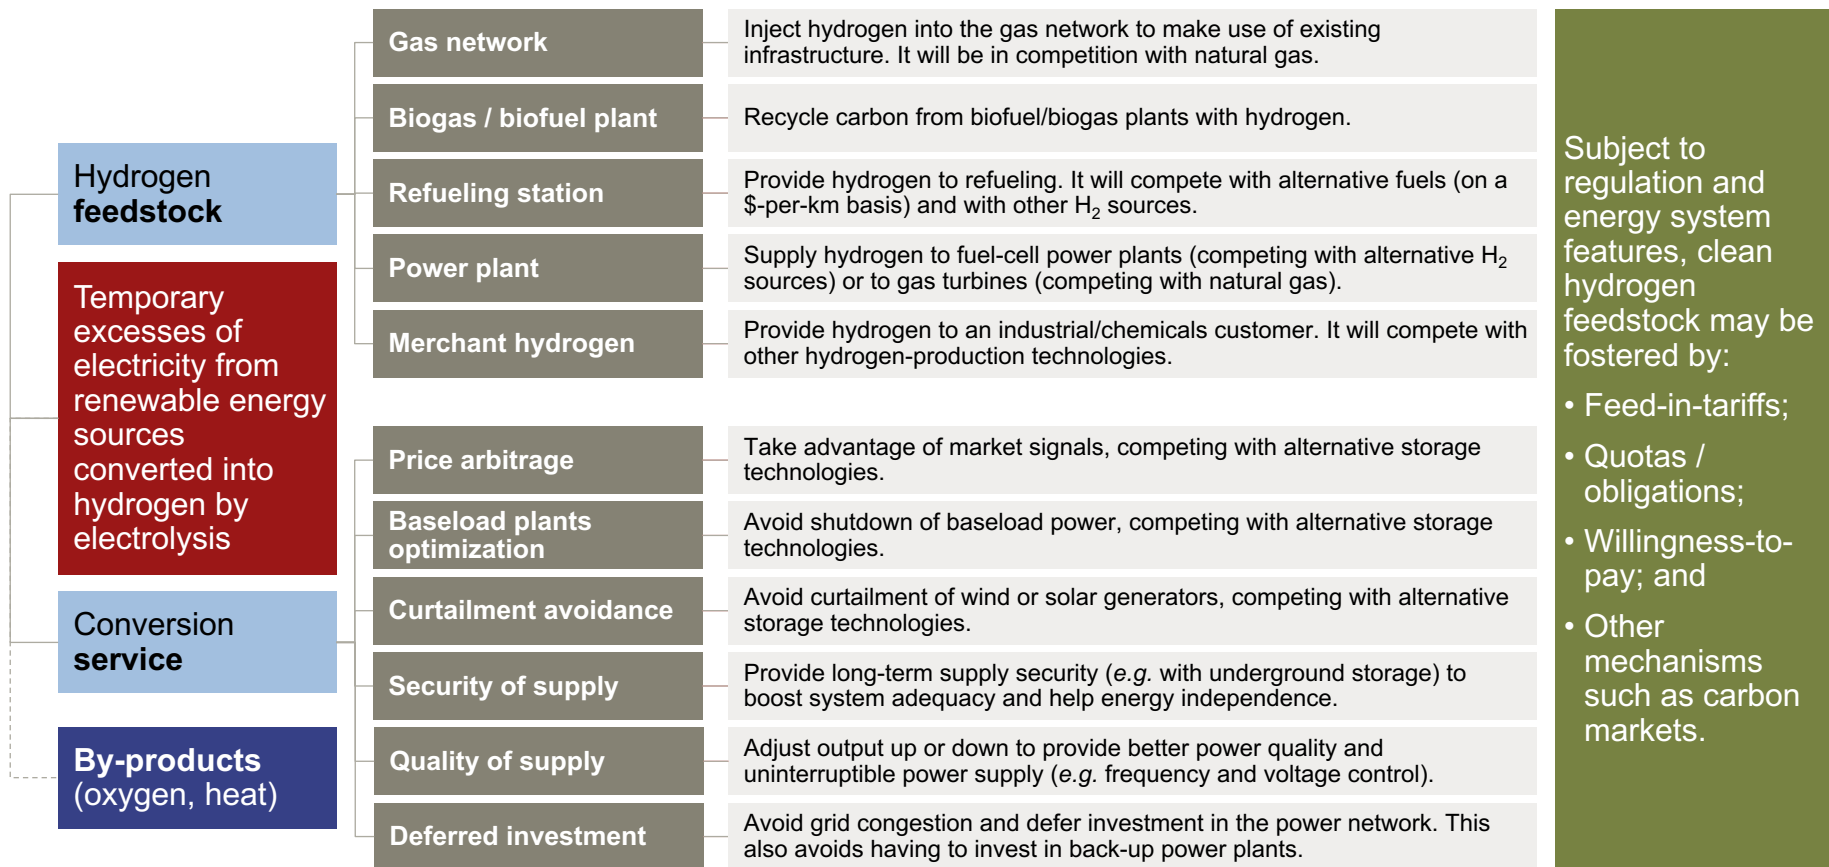 Hydrogen
feedstock
Temporary
excesses of
electricity from
renewable energy
sources
converted into
hydrogen by
electrolysis
Conversion
service
By-products
(oxygen, heat)
Gas network
Inject hydrogen into the gas network to make use of existing
infrastructure. It will be in competition with natural gas.
Biogas / biofuel plant
Recycle carbon from biofuel/biogas plants with hydrogen.
Refueling station
Provide hydrogen to refueling. It will compete with alternative fuels (on a
$-per-km basis) and with other H₂ sources.
Power plant
Supply hydrogen to fuel-cell power plants (competing with alternative H₂
sources) or to gas turbines (competing with natural gas).
Merchant hydrogen
Provide hydrogen to an industrial/chemicals customer. It will compete with
other hydrogen-production technologies.
Price arbitrage
Take advantage of market signals, competing with alternative storage
technologies.
Baseload plants
optimization
Avoid shutdown of baseload power, competing with alternative storage
technologies.
Curtailment avoidance
Avoid curtailment of wind or solar generators, competing with alternative
storage technologies.
Security of supply
Provide long-term supply security (e.g. with underground storage) to
boost system adequacy and help energy independence.
Quality of supply
Adjust output up or down to provide better power quality and
uninterruptible power supply (e.g. frequency and voltage control).
Deferred investment
Avoid grid congestion and defer investment in the power network. This
also avoids having to invest in back-up power plants.
Subject to
regulation and
energy system
features, clean
hydrogen
feedstock may be
fostered by:
• Feed-in-tariffs;
• Quotas /
obligations;
• Willingness-to-
pay; and
• Other
mechanisms
such as carbon
markets.